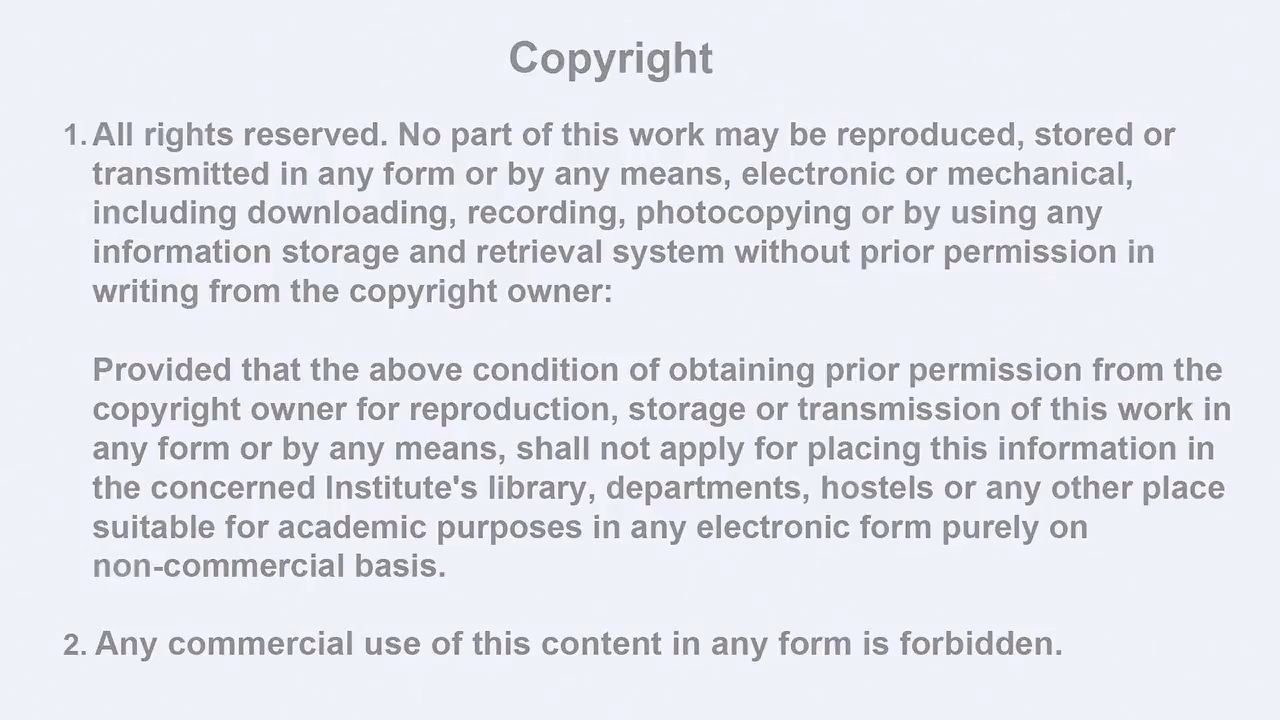 Copyright
1. All rights reserved. No part of this work may be reproduced, stored or
transmitted in any form or by any means, electronic or mechanical,
including downloading, recording, photocopying or by using any
information storage and retrieval system without prior permission in
writing from the copyright owner:
Provided that the above condition of obtaining prior permission from the
copyright owner for reproduction, storage or transmission of this work in
any form or by any means, shall not apply for placing this information in
the concerned Institute's library, departments, hostels or any other place
suitable for academic purposes in any electronic form purely on
non-commercial basis.
2. Any commercial use of this content in any form is forbidden.